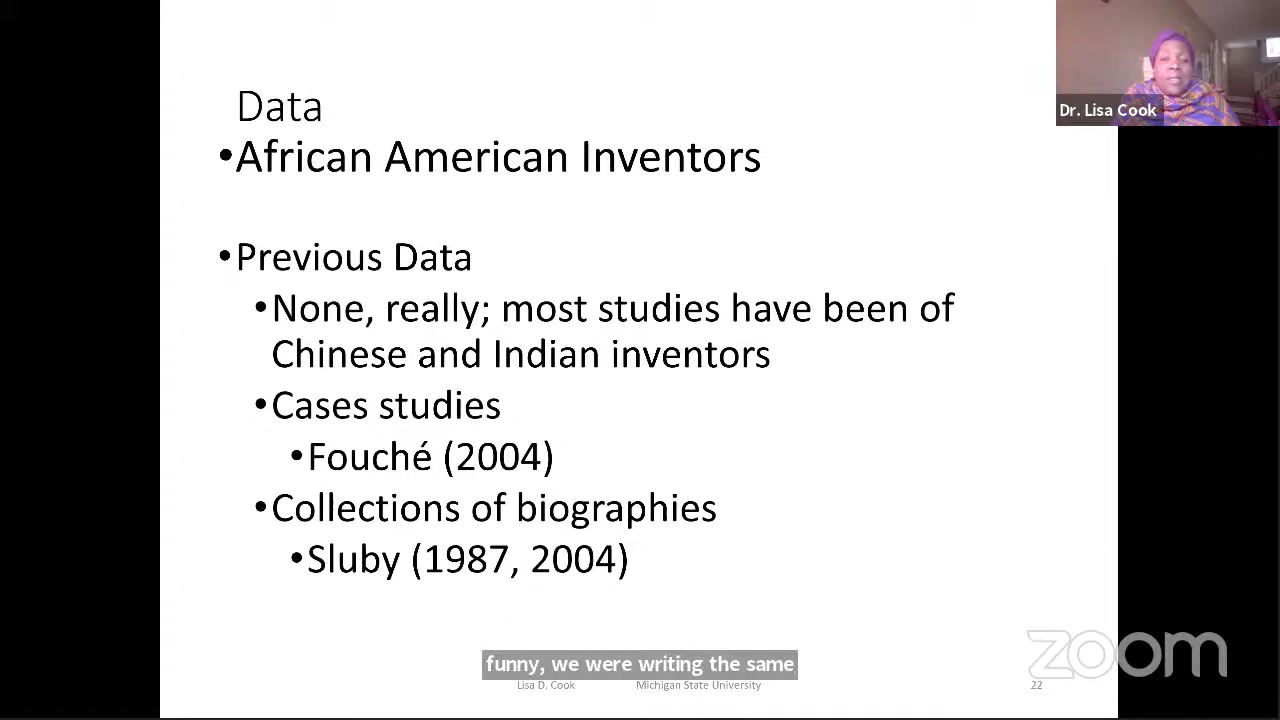 Data
•African American Inventors
•Previous Data
•None, really; most studies have been of
Chinese and Indian inventors
•Cases studies
•Fouché (2004)
•Collections of biographies
•Sluby (1987, 2004)
Dr. Lisa Cook
funny, we were writing the same
Lisa D. Cook Michigan State University 22
zoom